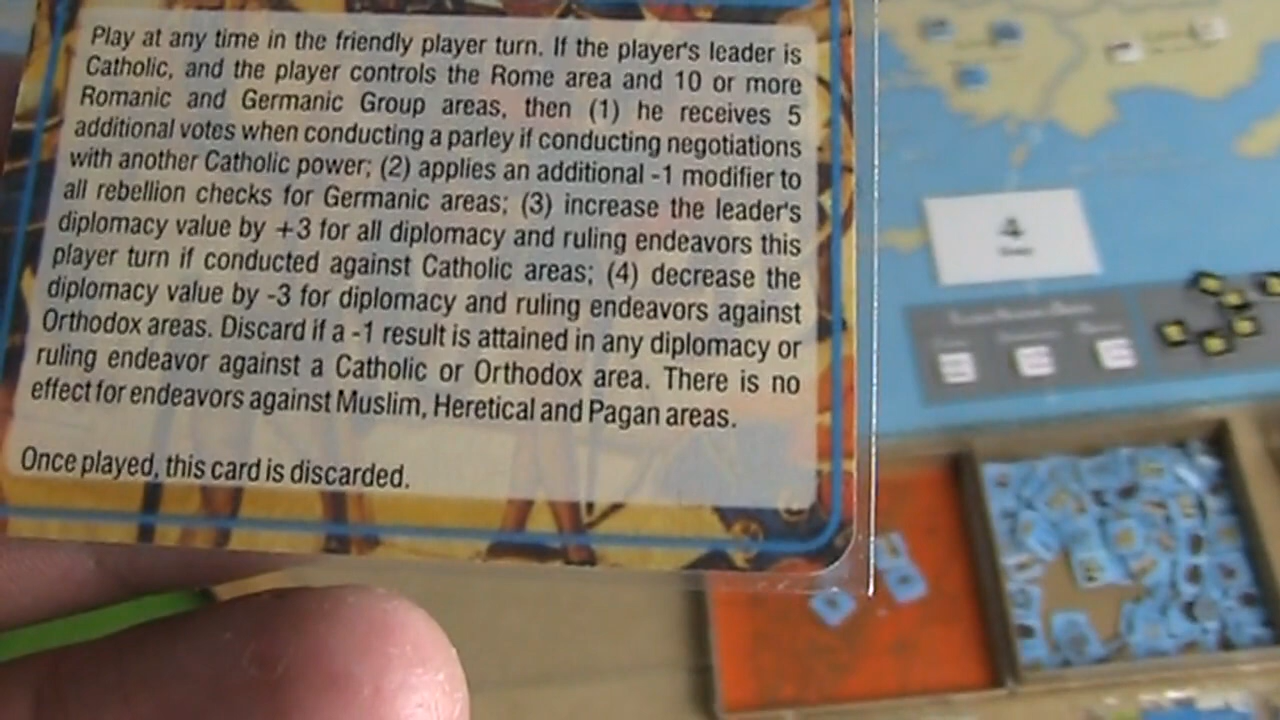 Play at any time in the friendly player turn. If the player's leader is
Catholic, and the player controls the Rome area and 10 or more
Romanic and Germanic Group areas, then (1) he receives 5
additional votes when conducting a parley if conducting negotiations
with another Catholic power; (2) applies an additional -1 modifier to
all rebellion checks for Germanic areas; (3) increase the leader's
diplomacy value by +3 for all diplomacy and ruling endeavors this
player turn if conducted against Catholic areas; (4) decrease the
diplomacy value by -3 for diplomacy and ruling endeavors against
Orthodox areas. Discard if a -1 result is attained in any diplomacy or
ruling endeavor against a Catholic or Orthodox area. There is no
effect for endeavors against Muslim, Heretical and Pagan areas.
Once played, this card is discarded.
4